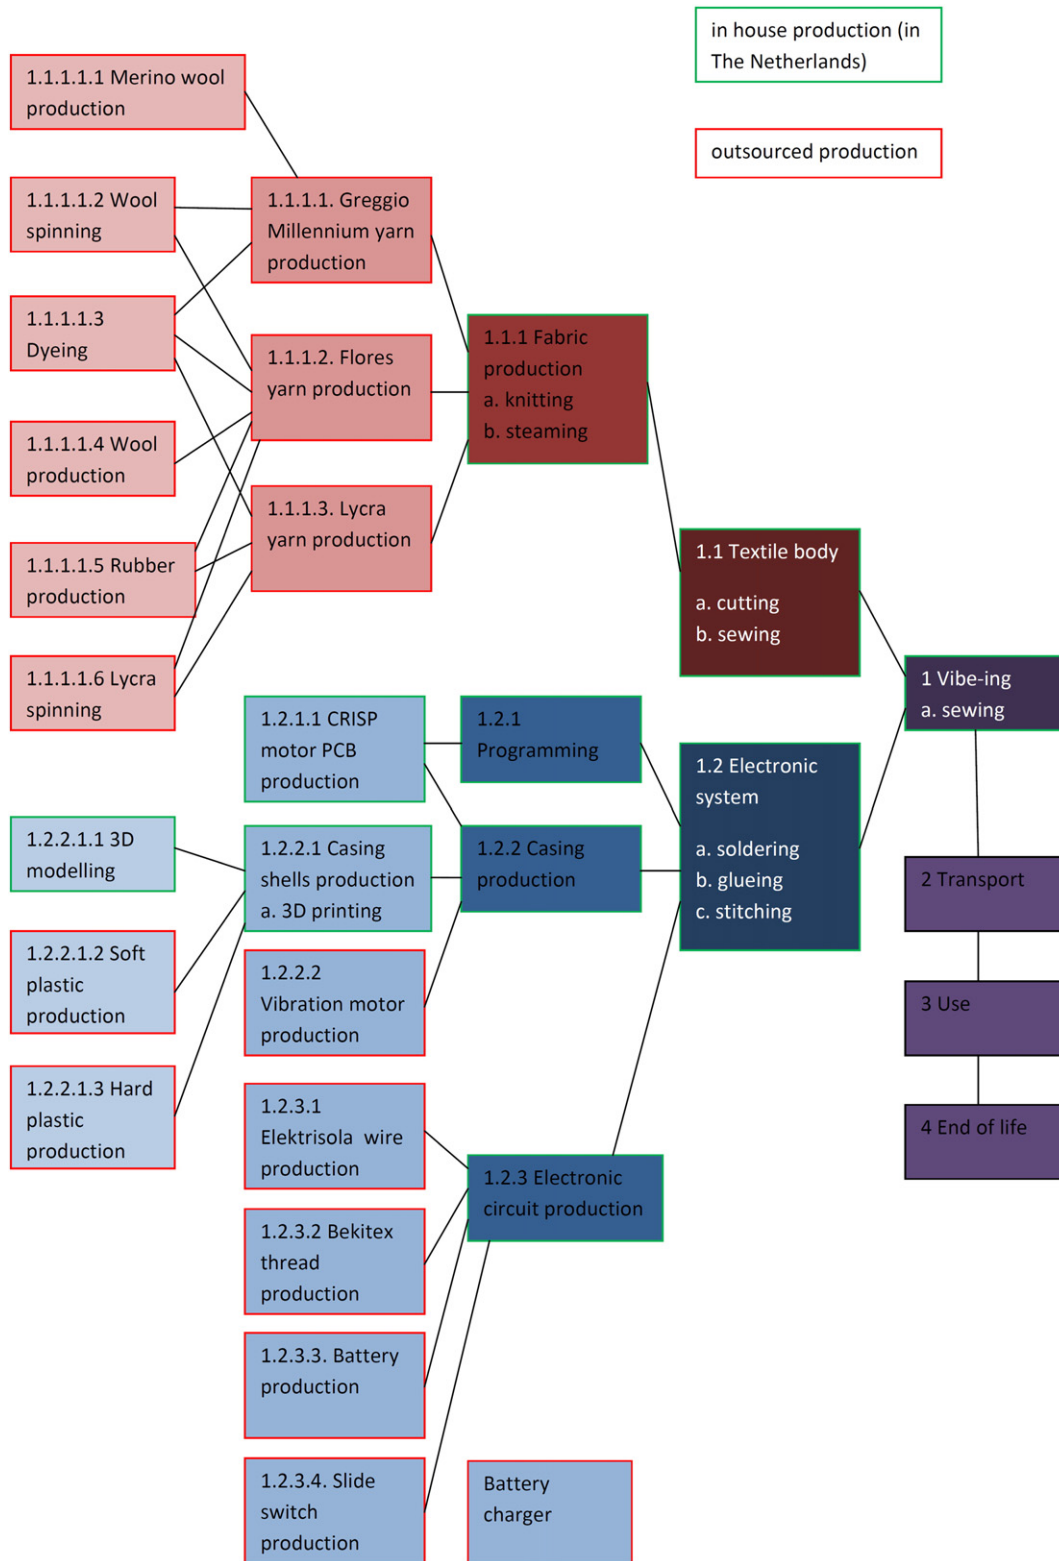 in house production (in
The Netherlands)
outsourced production
1.1.1.1.1 Merino wool
production
1.1.1.1.2 Wool
spinning
1.1.1.1.3
Dyeing
1.1.1.1.4 Wool
production
1.1.1.1.5 Rubber
production
1.1.1.1.6 Lycra
spinning
1.1.1.1. Greggio
Millennium yarn
production
1.1.1.2. Flores
yarn production
1.1.1.3. Lycra
yarn production
1.1.1 Fabric
production
a. knitting
b. steaming
1.1 Textile body
a. cutting
b. sewing
1 Vibe-ing
a. sewing
1.2.1.1 CRISP
motor PCB
production
1.2.1
Programming
1.2 Electronic
system
a. soldering
b. glueing
c. stitching
1.2.2.1.1 3D
modelling
1.2.2.1 Casing
shells production
a. 3D printing
1.2.2 Casing
production
1.2.2.1.2 Soft
plastic
production
1.2.2.2
Vibration motor
production
1.2.2.1.3 Hard
plastic
production
1.2.3.1
Elektrisola  wire
production
1.2.3 Electronic
circuit production
1.2.3.2 Bekitex
thread
production
1.2.3.3. Battery
production
1.2.3.4. Slide
switch
production
Battery
charger
2 Transport
3 Use
4 End of life